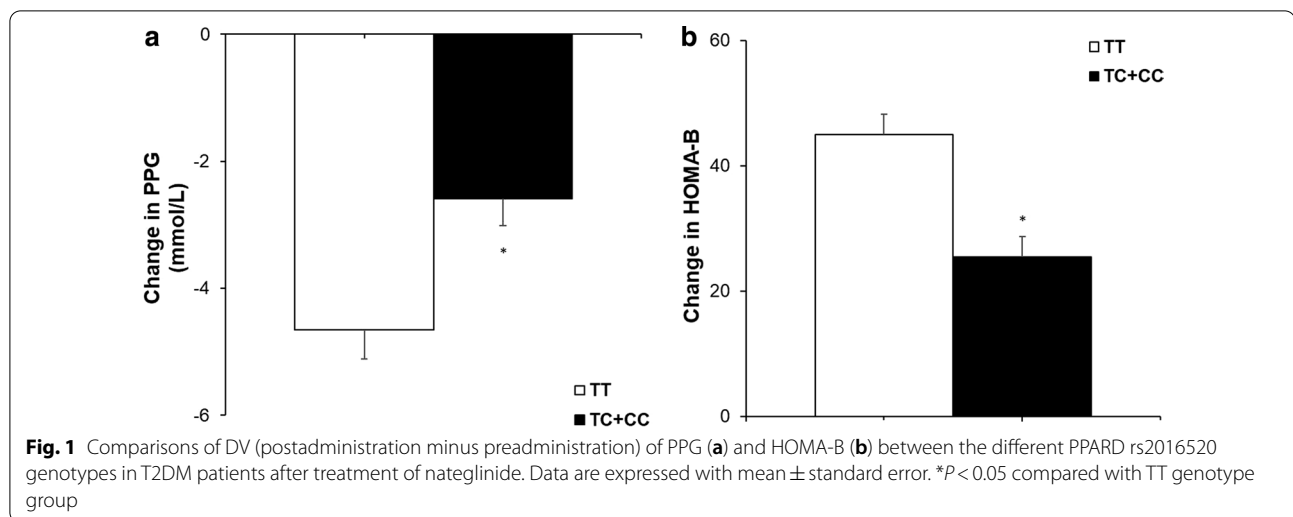 a
0
-2
-4
-6
Change in PPG
(mmol/L)
*
TT
TC+CC
b
60
40
20
0
Change in HOMA-B
*
TT
TC+CC
Fig. 1 Comparisons of DV (postadministration minus preadministration) of PPG (a) and HOMA-B (b) between the different PPARD rs2016520
genotypes in T2DM patients after treatment of nateglinide. Data are expressed with mean ± standard error. *P < 0.05 compared with TT genotype
group